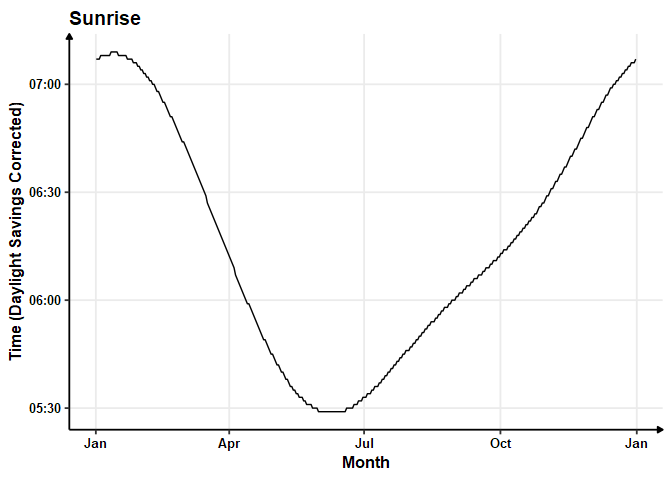 Sunrise
Time (Daylight Savings Corrected)
07:00
06:30
06:00
05:30
Jan Apr Jul Oct Jan
Month